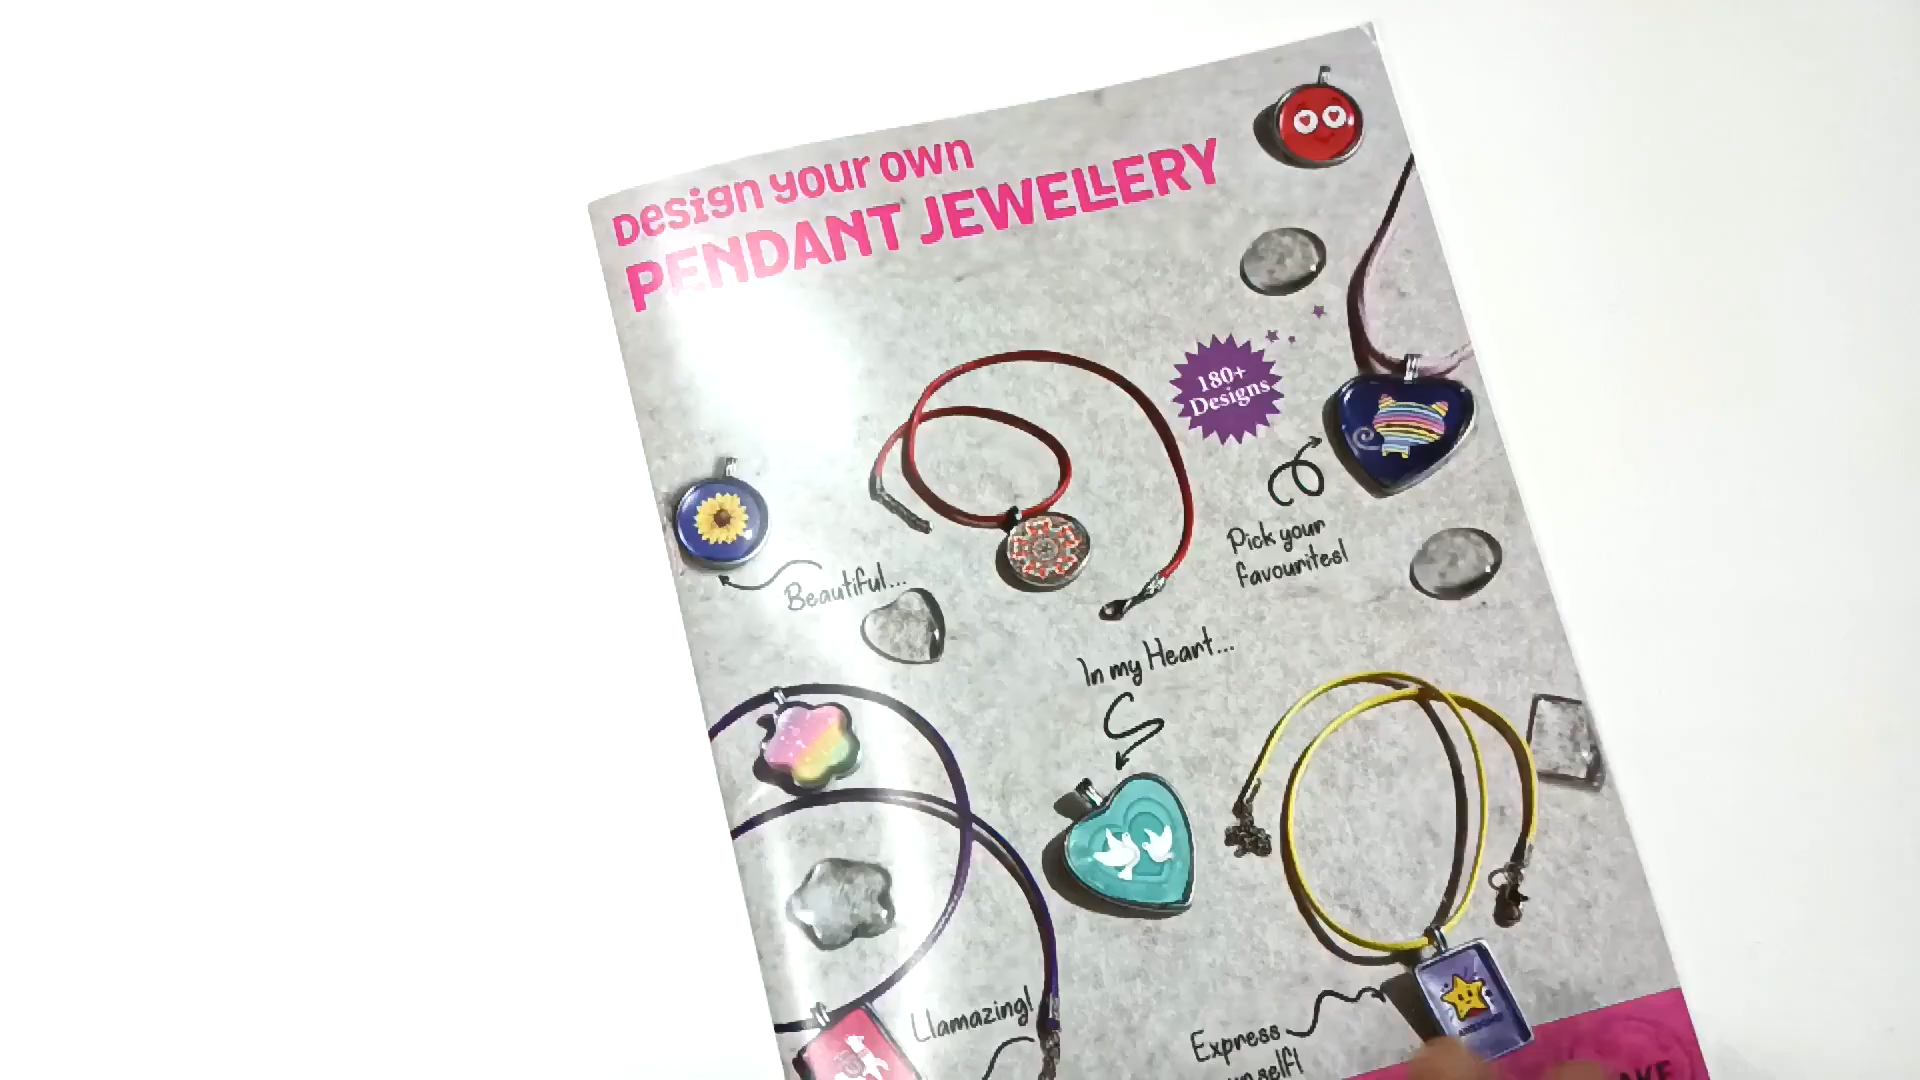 Design your own
PENDANT JEWELLERY
180+
Designs
Pick your
favourites!
Beautiful...
In my Heart...
Llamazing!
Express